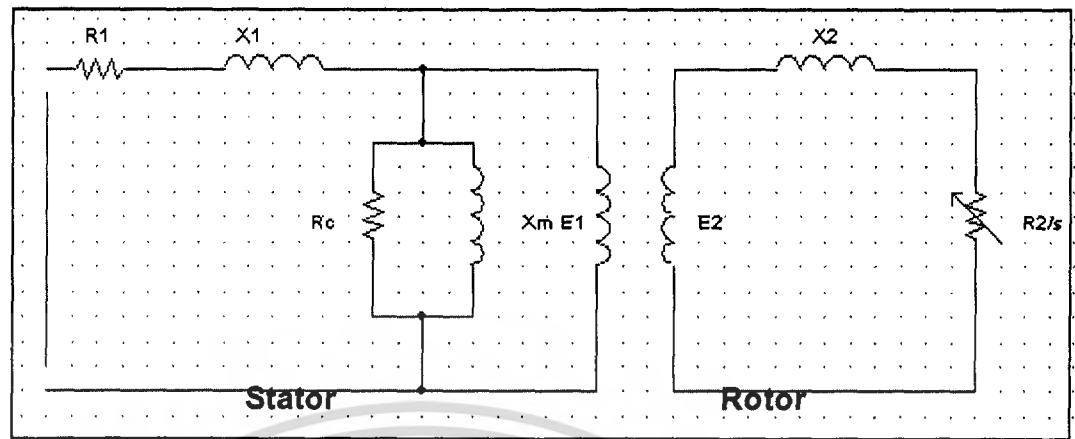 R1
X1
X2
Rc
Xm
E1
E2
R2/s
Stator
Rotor